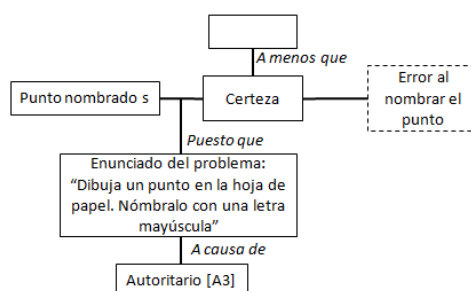 A menos que
Punto nombrado s
Certeza
Error al
nombrar el
punto
Puesto que
Enunciado del problema:
“Dibuja un punto en la hoja de
papel. Nómbralo con una letra
mayúscula”
A causa de
Autoritario [A3]